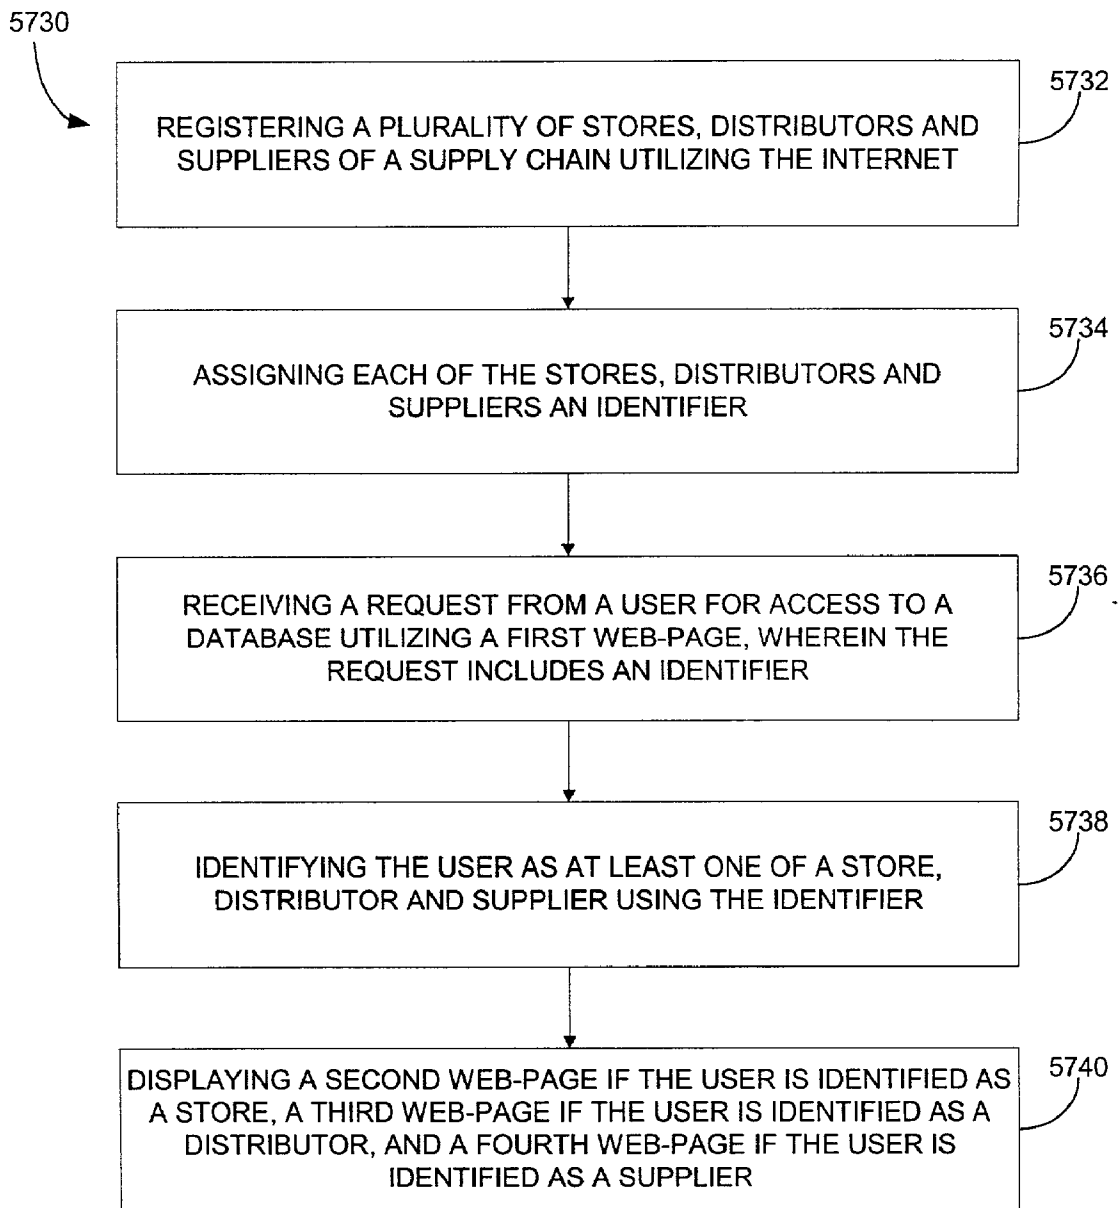 5730
5732
REGISTERING A PLURALITY OF STORES, DISTRIBUTORS AND
SUPPLIERS OF A SUPPLY CHAIN UTILIZING THE INTERNET
5734
ASSIGNING EACH OF THE STORES, DISTRIBUTORS AND
SUPPLIERS AN IDENTIFIER
5736
RECEIVING A REQUEST FROM A USER FOR ACCESS TO A
DATABASE UTILIZING A FIRST WEB-PAGE, WHEREIN THE
REQUEST INCLUDES AN IDENTIFIER
5738
IDENTIFYING THE USER AS AT LEAST ONE OF A STORE,
DISTRIBUTOR AND SUPPLIER USING THE IDENTIFIER
5740
DISPLAYING A SECOND WEB-PAGE IF THE USER IS IDENTIFIED AS
A STORE, A THIRD WEB-PAGE IF THE USER IS IDENTIFIED AS A
DISTRIBUTOR, AND A FOURTH WEB-PAGE IF THE USER IS
IDENTIFIED AS A SUPPLIER